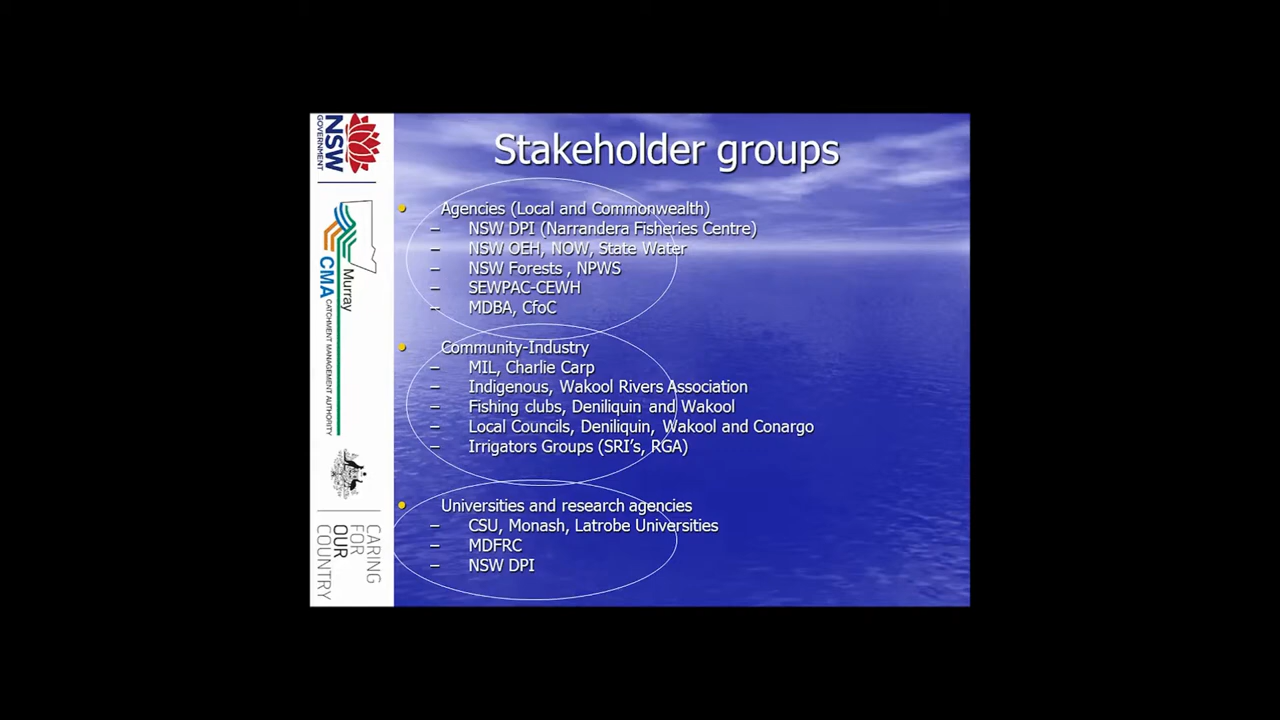 Stakeholder groups
• Agencies (Local and Commonwealth)
– NSW DPI (Narrandera Fisheries Centre)
– NSW OEH, NOW, State Water
– NSW Forests , NPWS
– SEWPAC-CEWH
– MDBA, CfoC
• Community-Industry
– MIL, Charlie Carp
– Indigenous, Wakool Rivers Association
– Fishing clubs, Deniliquin and Wakool
– Local Councils, Deniliquin, Wakool and Conargo
– Irrigators Groups (SRI's, RGA)
• Universities and research agencies
– CSU, Monash, Latrobe Universities
– MDFRC
– NSW DPI
NSW
GOVERNMENT
Murray
CMA
CATCHMENT MANAGEMENT AUTHORITY
CARING
FOR
OUR
COUNTRY